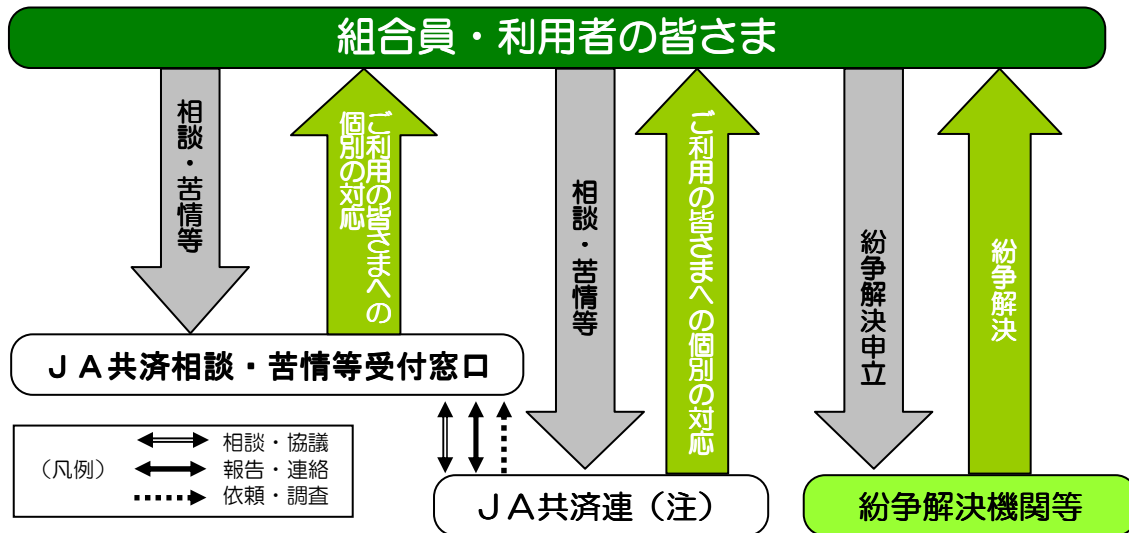 組合員・利用者の皆さま
相談・苦情等
ご利用の皆さまへの
個別の対応
相談・苦情等
ご利用の皆さまへの個別の対応
紛争解決申立
紛争解決
ＪＡ共済相談・苦情等受付窓口
（凡例）
相談・協議
報告・連絡
依頼・調査
ＪＡ共済連（注）
紛争解決機関等